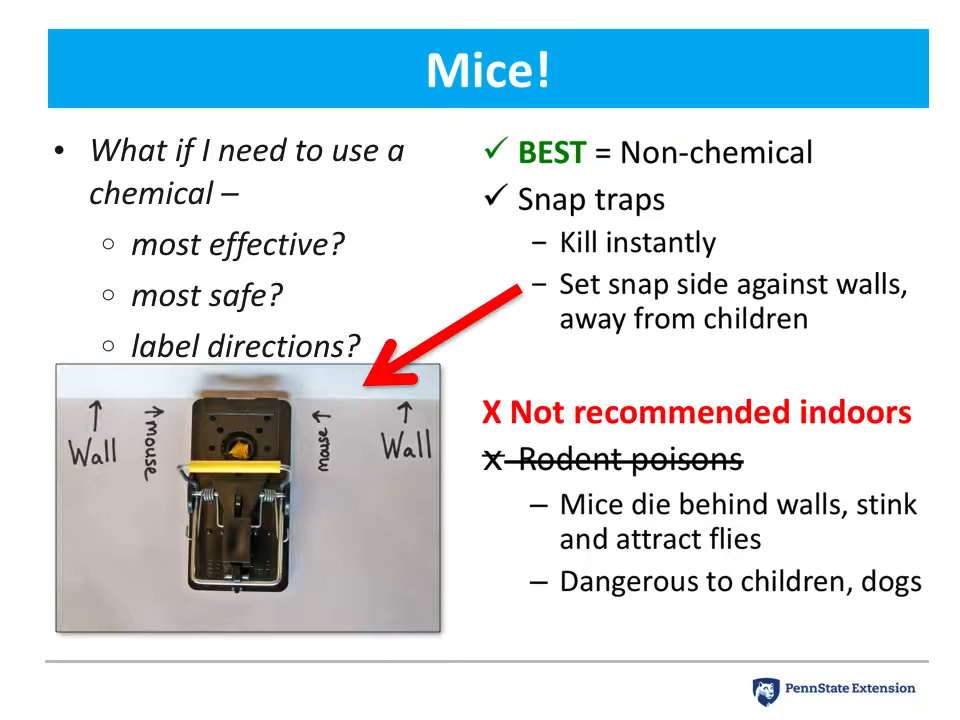 Mice!
• What if I need to use a
chemical –
○ most effective?
○ most safe?
○ label directions?
Wall
mouse
mouse
Wall
✓ BEST = Non-chemical
✓ Snap traps
− Kill instantly
− Set snap side against walls,
away from children
X Not recommended indoors
x Rodent poisons
– Mice die behind walls, stink
and attract flies
– Dangerous to children, dogs
PennState Extension